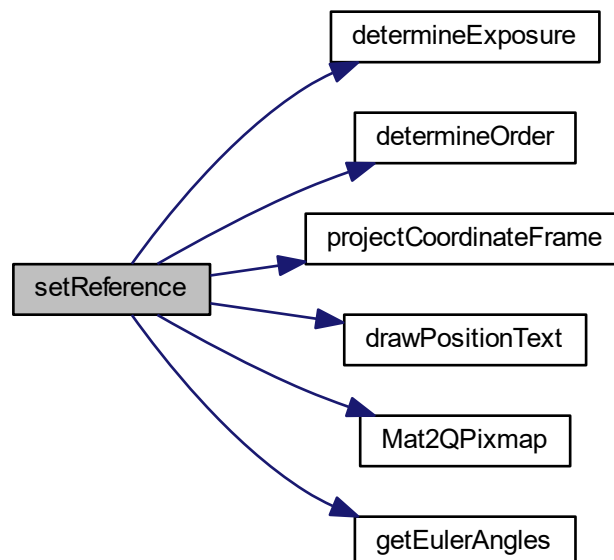 determineExposure
determineOrder
projectCoordinateFrame
setReference
drawPositionText
Mat2QPixmap
getEulerAngles